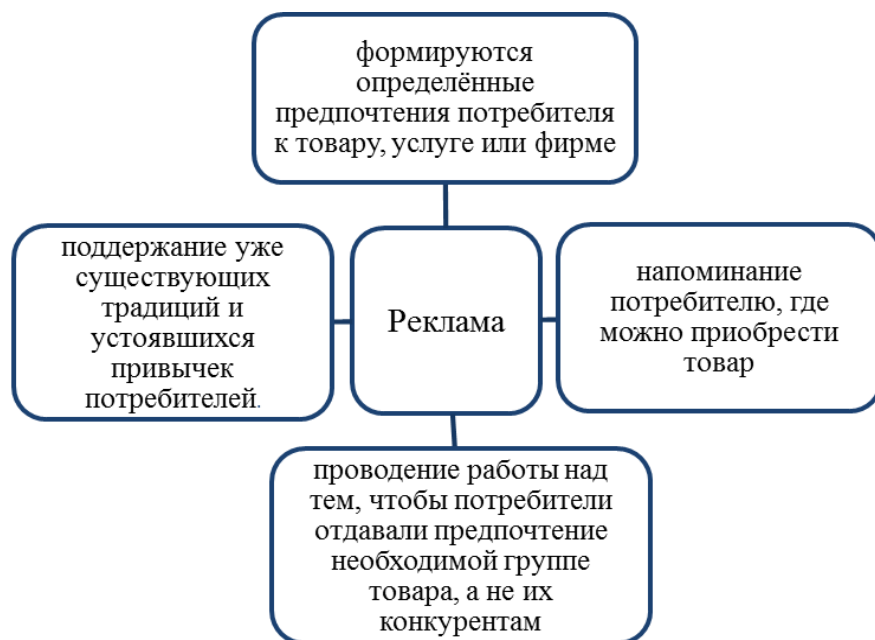 формируются
определённые
предпочтения потребителя
к товару, услуге или фирме
поддержание уже
существующих
традиций и
устоявшихся
привычек
потребителей.
Реклама
напоминание
потребителю, где
можно приобрести
товар
проводение работы над
тем, чтобы потребители
отдавали предпочтение
необходимой группе
товара, а не их
конкурентам